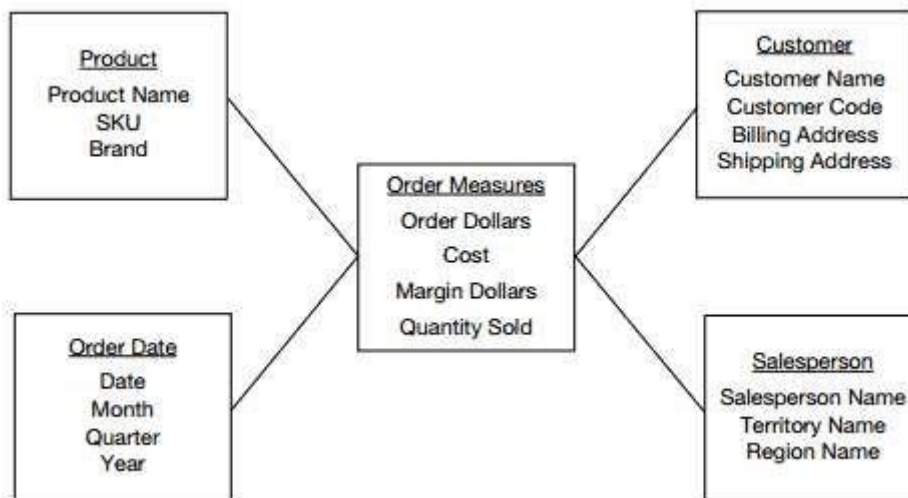 Product
Product Name
SKU
Brand
Customer
Customer Name
Customer Code
Billing Address
Shipping Address
Order Measures
Order Dollars
Cost
Margin Dollars
Quantity Sold
Order Date
Date
Month
Quarter
Year
Salesperson
Salesperson Name
Territory Name
Region Name